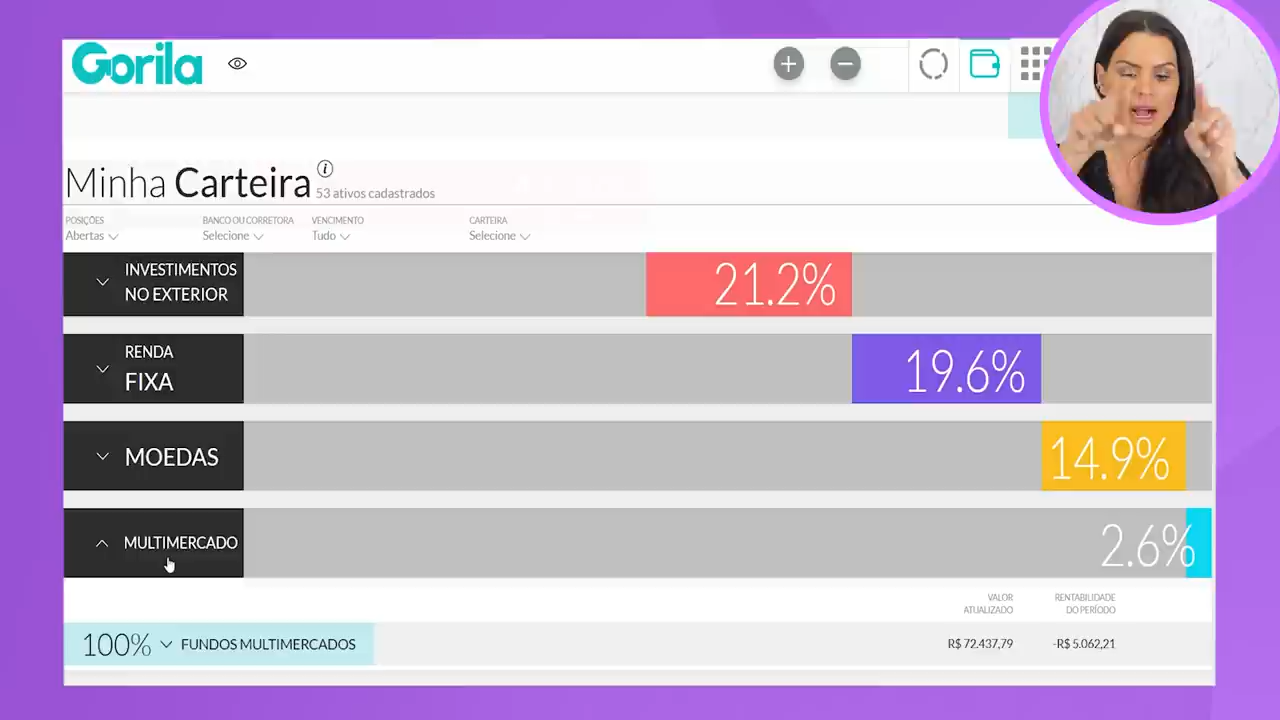 Gorila
Minha Carteira i
53 ativos cadastrados
POSIÇÕES BANCO OU CORRETORA VENCIMENTO CARTEIRA
Abertas Selecione Tudo Selecione
INVESTIMENTOS
NO EXTERIOR
21.2%
RENDA
FIXA
19.6%
MOEDAS
14.9%
MULTIMERCADO
2.6%
VALOR
ATUALIZADO
RENTABILIDADE
DO PERÍODO
100% FUNDOS MULTIMERCADOS R$ 72.437,79 -R$ 5.062,21